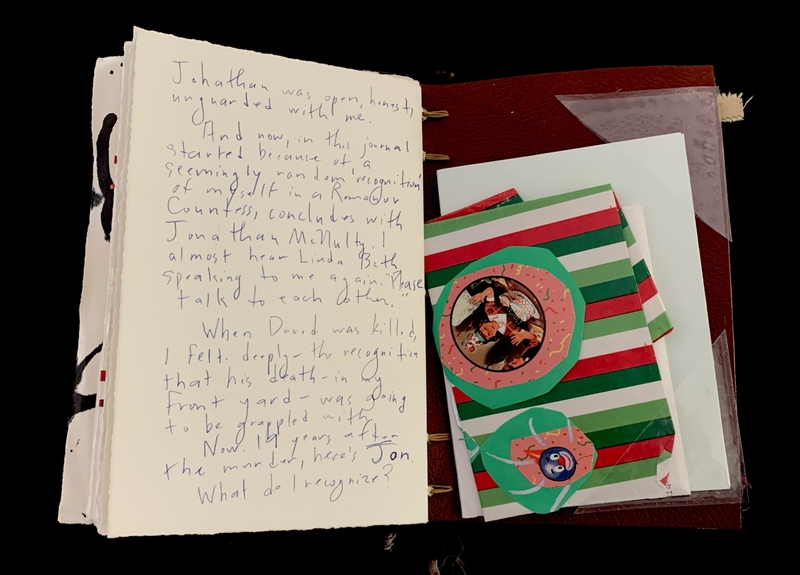 Johathan was open, honest,
unguarded with me.
And now, in this journal
started because of a
seemingly random 'recognition'
of myself in a Romanov
Countess, concludes with
Jonathan McNulty. I
almost hear Linda Beth
speaking to me again. "Please
talk to each other."
When David was killed,
I felt deeply - the recognition
that his death - in my
front yard - was going
to be grappled with.
Now. 19 years after
the murder, here's Jon.
What do I recognize?